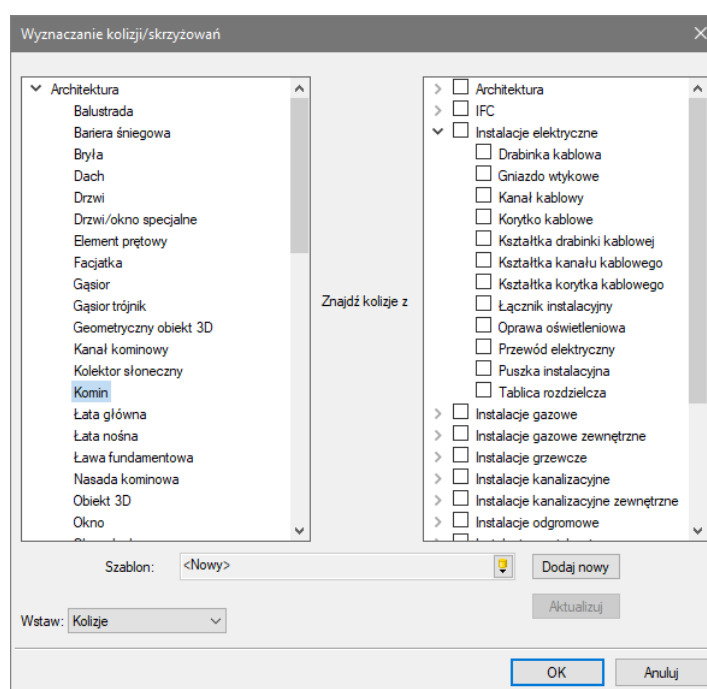 Wyznaczanie kolizji/skrzyżowań
Architektura
Balustrada
Bariera śniegowa
Bryła
Dach
Drzwi
Drzwi/okno specjalne
Element prętowy
Facjatka
Gąsior
Gąsior trójnik
Geometryczny obiekt 3D
Kanał kominowy
Kolektor słoneczny
Komin
Łata główna
Łata nośna
Ława fundamentowa
Nasada kominowa
Obiekt 3D
Okno
Znajdź kolizje z
Architektura
IFC
Instalacje elektryczne
Drabinka kablowa
Gniazdo wtykowe
Kanał kablowy
Korytko kablowe
Kształtka drabinki kablowej
Kształtka kanału kablowego
Kształtka korytka kablowego
Łącznik instalacyjny
Oprawa oświetleniowa
Przewód elektryczny
Puszka instalacyjna
Tablica rozdzielcza
Instalacje gazowe
Instalacje gazowe zewnętrzne
Instalacje grzewcze
Instalacje kanalizacyjne
Instalacje kanalizacyjne zewnętrzne
Instalacje odgromowe
Szablon: <Nowy> Dodaj nowy
Aktualizuj
Wstaw: Kolizje
OK Anuluj